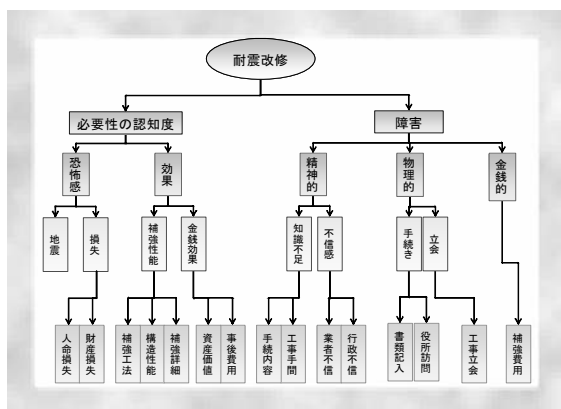 耐震改修
必要性の認知度
障害
恐怖感
効果
精神的
物理的
金銭的
地震
損失
補強性能
金銭効果
知識不足
不信感
手続き
立会
人命損失
財産損失
補強工法
構造性能
補強詳細
資産価値
事後費用
手続内容
工事手間
業者不信
行政不信
書類記入
役所訪問
工事立会
補強費用